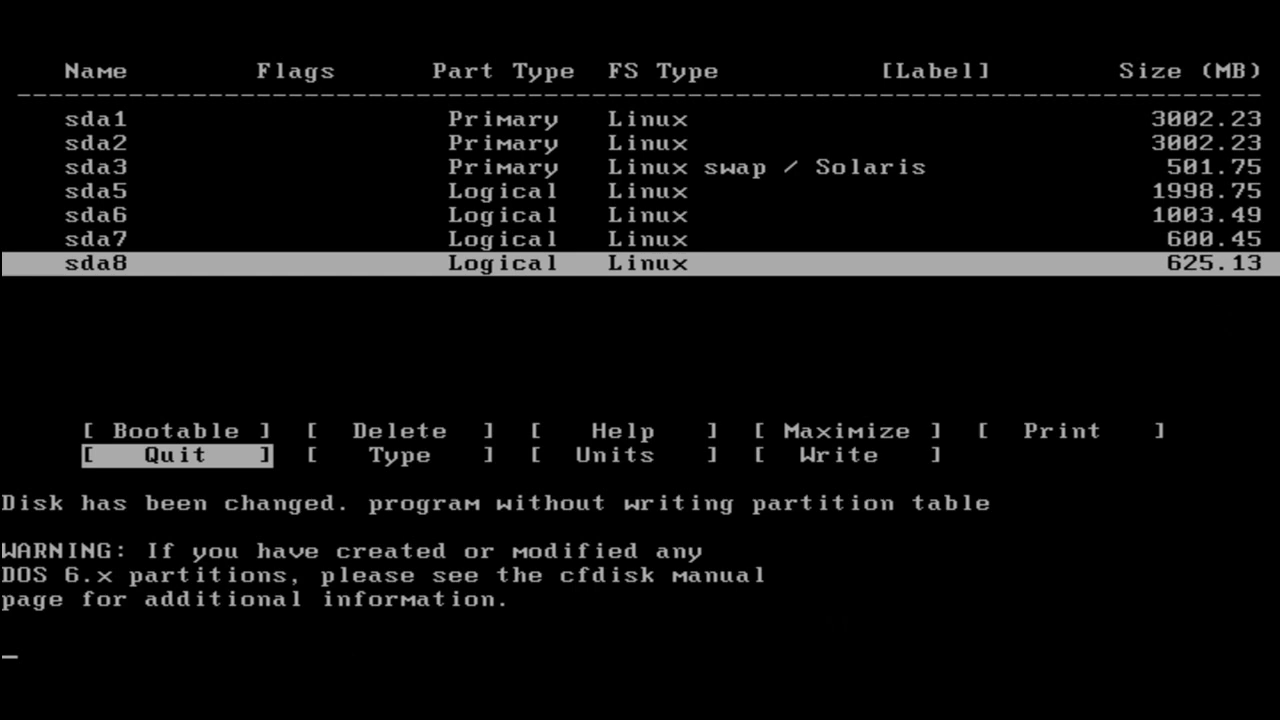 Name Flags Part Type FS Type [Label] Size (MB)
sda1 Primary Linux 3002.23
sda2 Primary Linux 3002.23
sda3 Primary Linux swap / Solaris 501.75
sda5 Logical Linux 1998.75
sda6 Logical Linux 1003.49
sda7 Logical Linux 600.45
sda8 Logical Linux 625.13
[ Bootable ] [ Delete ] [ Help ] [ Maximize ] [ Print ]
[ Quit ] [ Type ] [ Units ] [ Write ]
Disk has been changed. program without writing partition table
WARNING: If you have created or modified any
DOS 6.x partitions, please see the cfdisk manual
page for additional information.